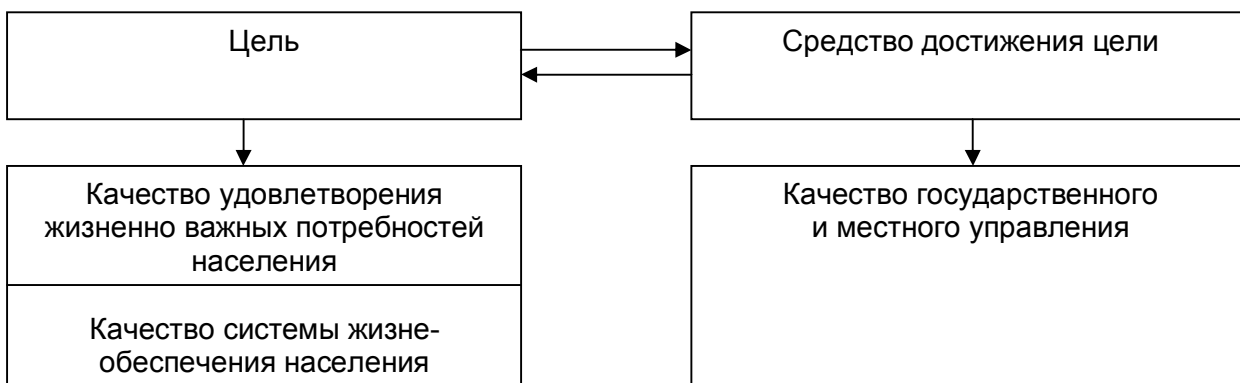 Цель
Средство достижения цели
Качество удовлетворения
жизненно важных потребностей
населения
Качество системы жизне-
обеспечения населения
Качество государственного
и местного управления